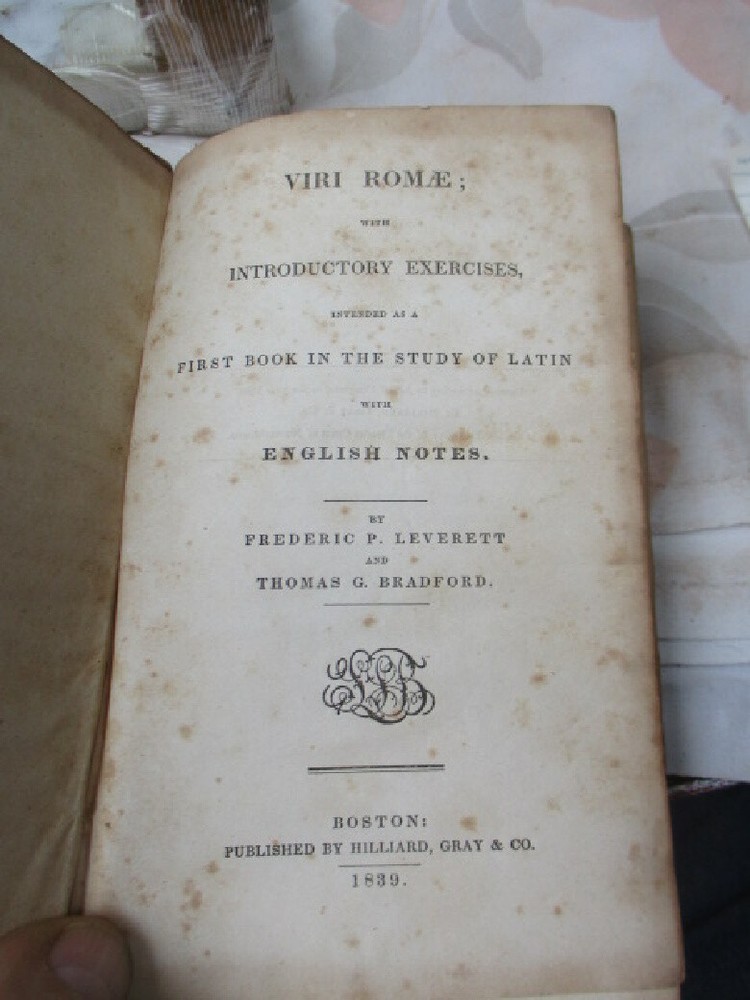 VIRI ROMÆ;
WITH
INTRODUCTORY EXERCISES,
INTENDED AS A
FIRST BOOK IN THE STUDY OF LATIN
WITH
ENGLISH NOTES.
BY
FREDERIC P. LEVERETT
AND
THOMAS G. BRADFORD.
BOSTON:
PUBLISHED BY HILLIARD, GRAY & CO.
1839.